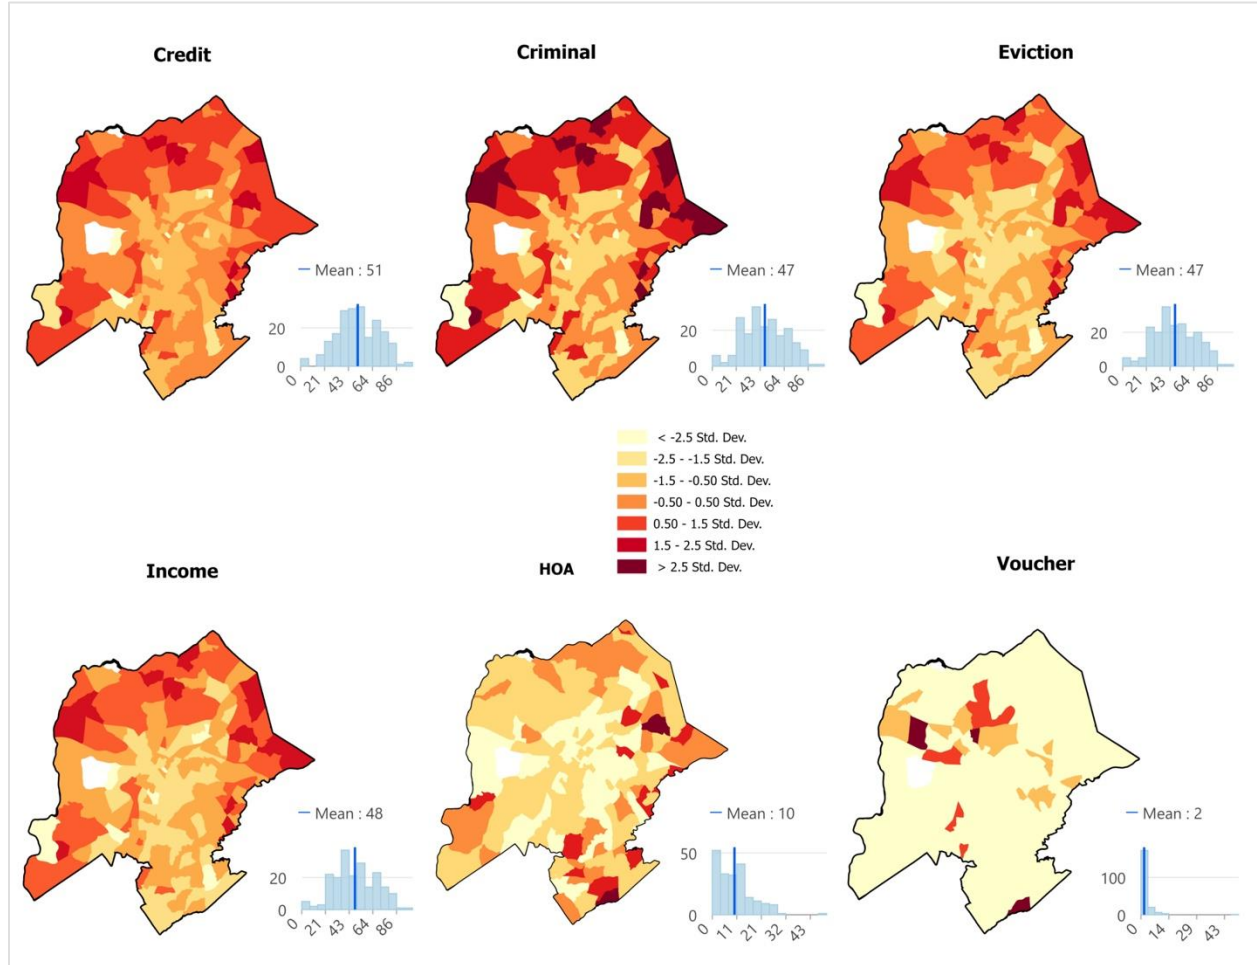 Credit
Criminal
Eviction
Mean : 51
20
0
0
21
43
64
86
Mean : 47
20
0
0
21
43
64
86
Mean : 47
20
0
0
21
43
64
86
< -2.5 Std. Dev.
-2.5 - -1.5 Std. Dev.
-1.5 - -0.50 Std. Dev.
-0.50 - 0.50 Std. Dev.
0.50 - 1.5 Std. Dev.
1.5 - 2.5 Std. Dev.
> 2.5 Std. Dev.
Income
HOA
Voucher
Mean : 48
20
0
0
21
43
64
86
Mean : 10
50
0
0
11
21
32
43
Mean : 2
100
0
0
14
29
43